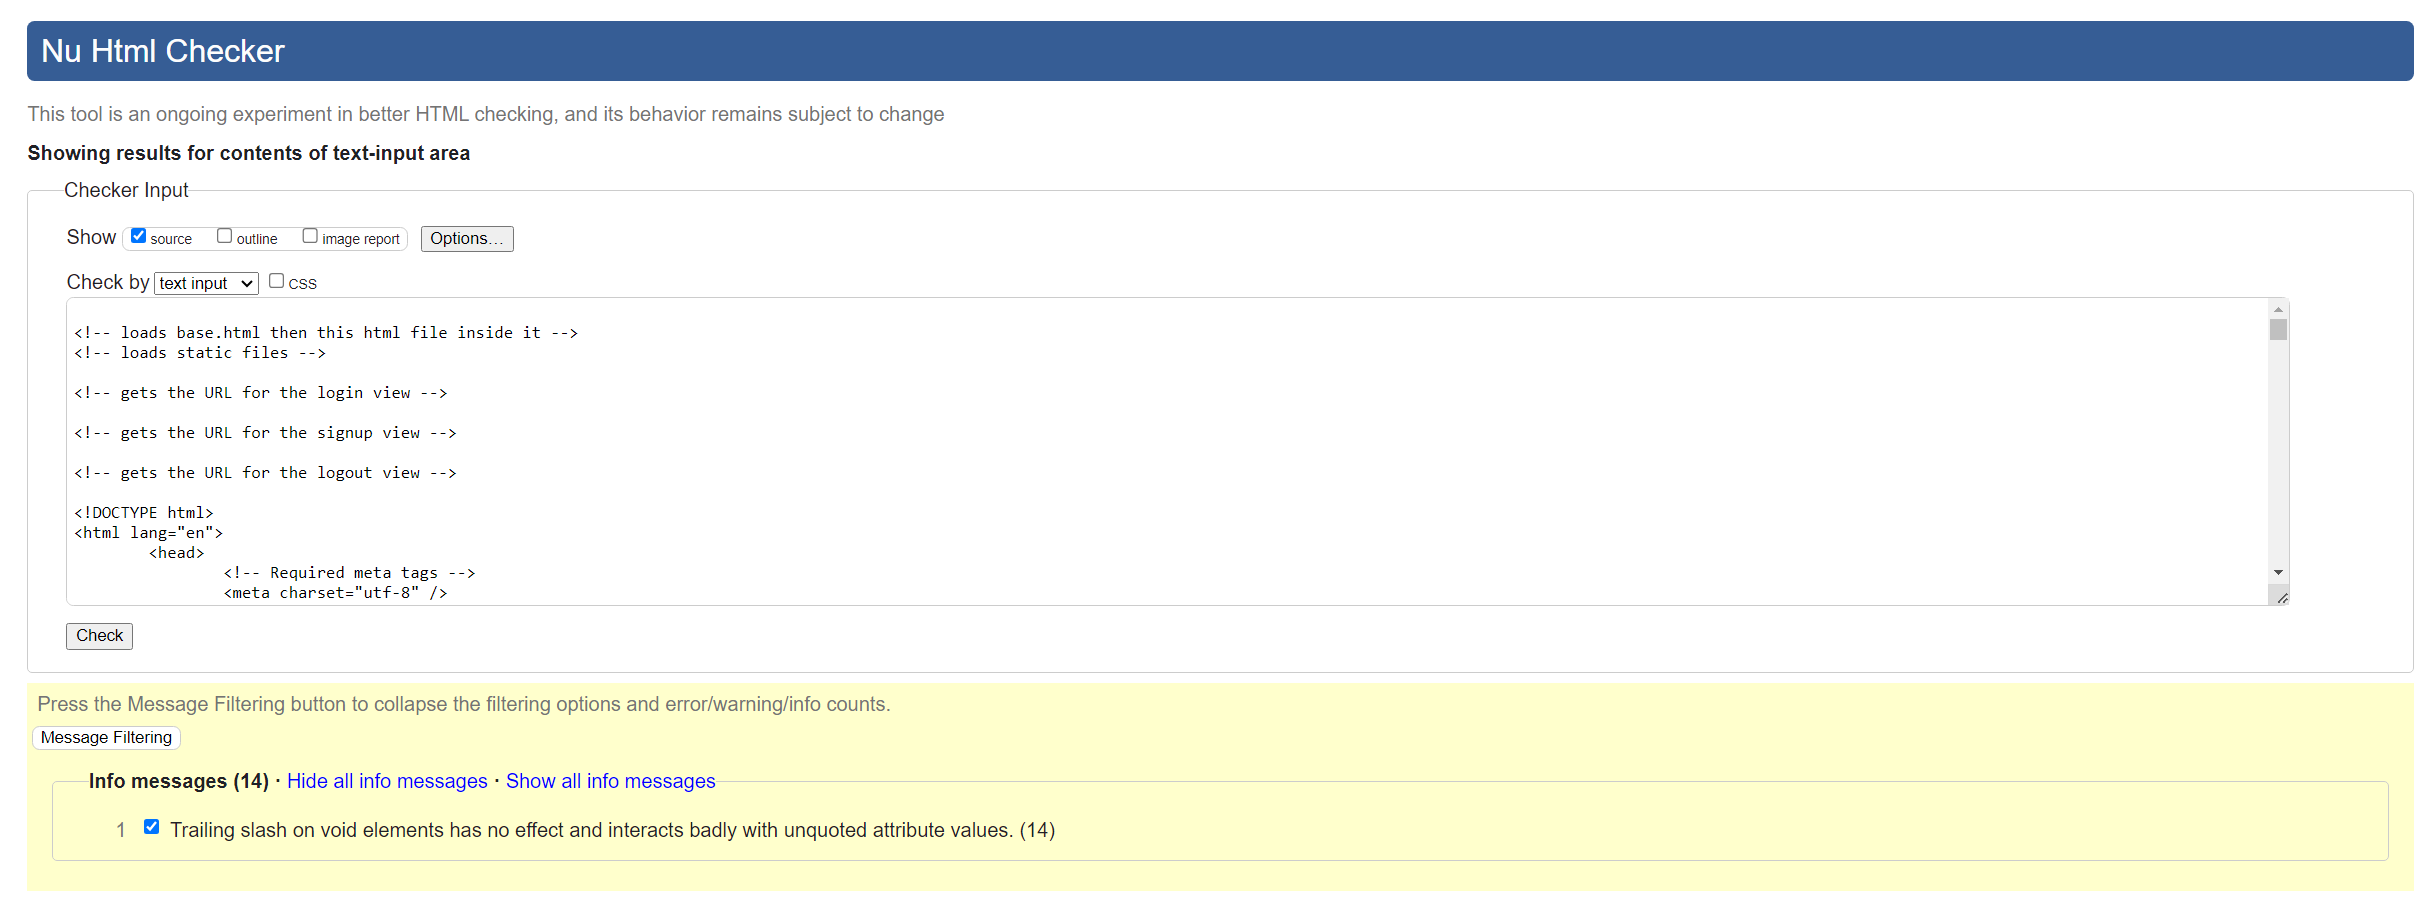 Nu Html Checker
This tool is an ongoing experiment in better HTML checking, and its behavior remains subject to change
Showing results for contents of text-input area
Checker Input
Show source outline image report Options...
Check by text input CSS
<!-- loads base.html then this html file inside it -->
<!-- loads static files -->
<!-- gets the URL for the login view -->
<!-- gets the URL for the signup view -->
<!-- gets the URL for the logout view -->
<!DOCTYPE html>
<html lang="en">
<head>
<!-- Required meta tags -->
<meta charset="utf-8" />
Check
Press the Message Filtering button to collapse the filtering options and error/warning/info counts.
Message Filtering
Info messages (14) · Hide all info messages · Show all info messages
1 Trailing slash on void elements has no effect and interacts badly with unquoted attribute values. (14)